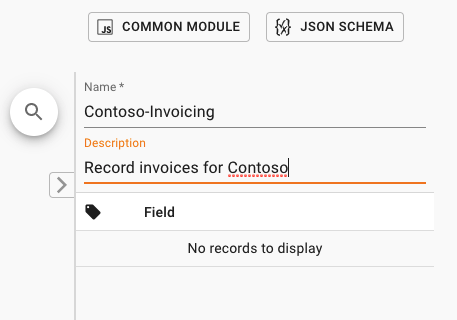 JS COMMON MODULE {x} JSON SCHEMA
Name *
Contoso-Invoicing
Description
Record invoices for Contoso
Field
No records to display